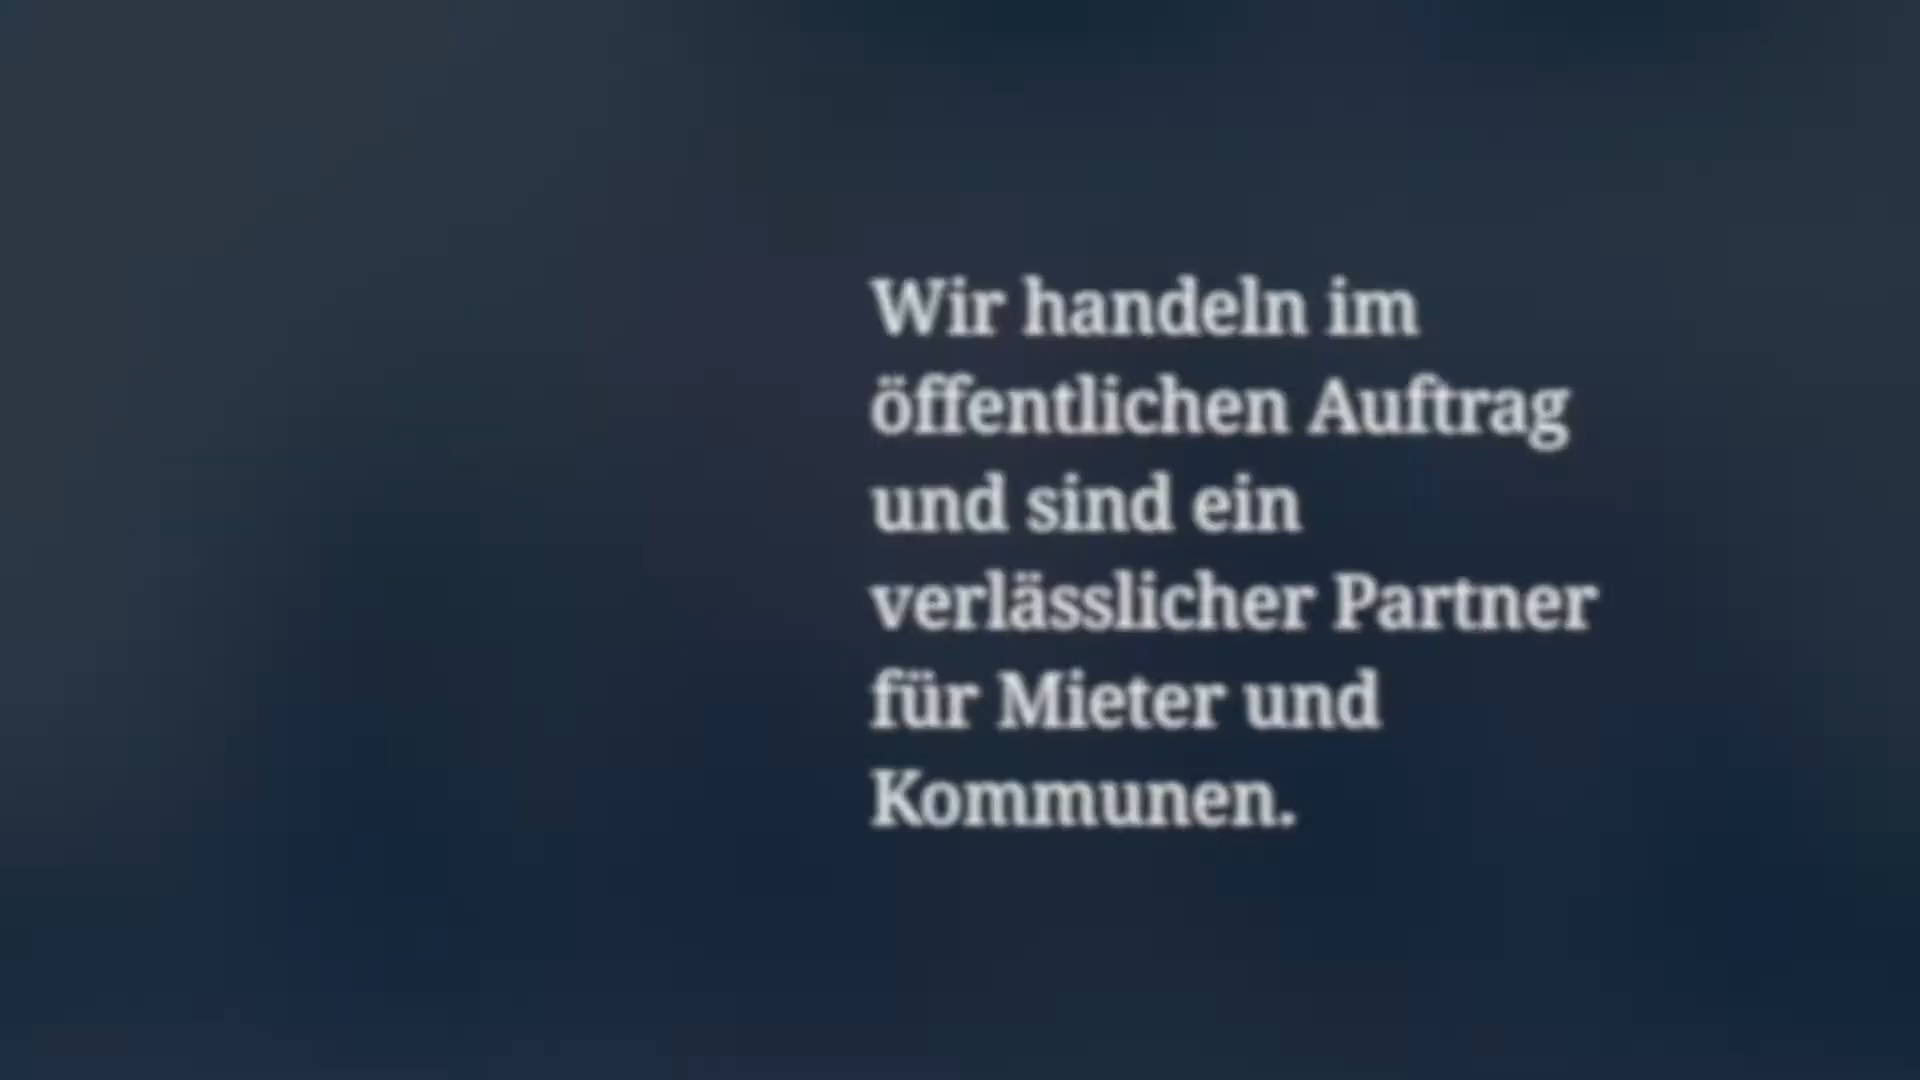 Wir handeln im
öffentlichen Auftrag
und sind ein
verlässlicher Partner
für Mieter und
Kommunen.